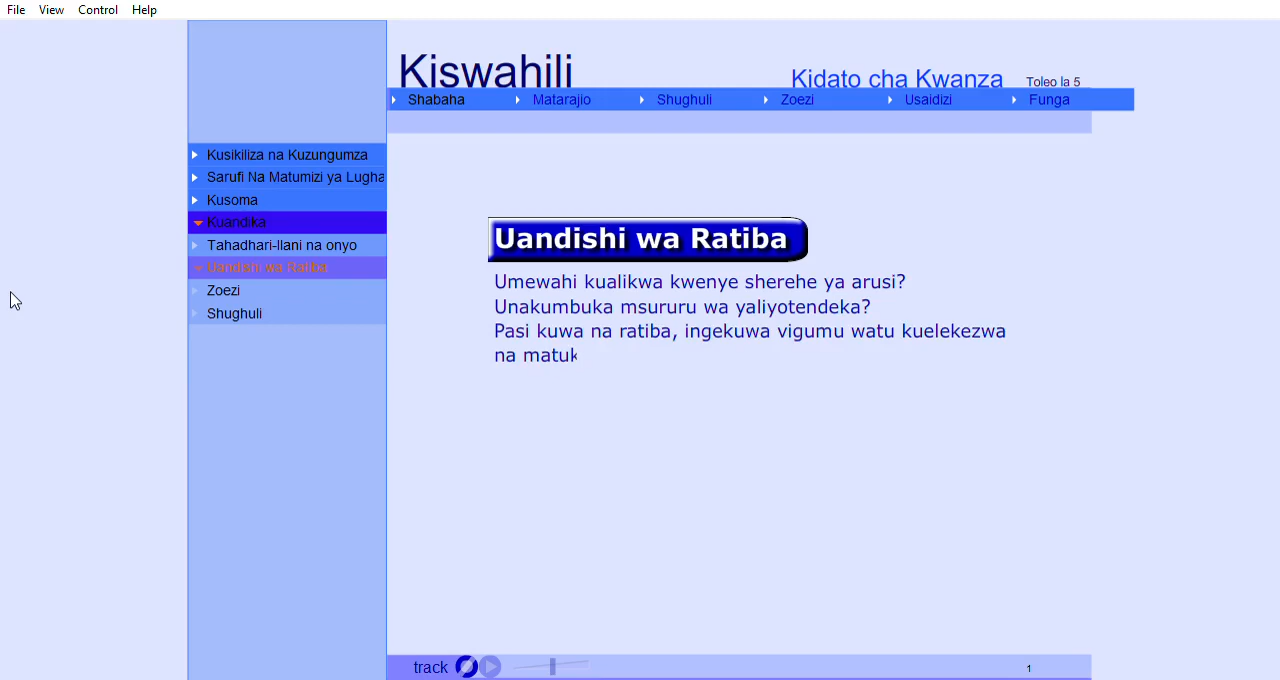 File View Control Help
Kiswahili
Kidato cha Kwanza Toleo la 5
Shabaha Matarajio Shughuli Zoezi Usaidizi Funga
Kusikiliza na Kuzungumza
Sarufi Na Matumizi ya Lugha
Kusoma
Kuandika
Tahadhari-Ilani na onyo
Uandishi wa Ratiba
Zoezi
Shughuli
Uandishi wa Ratiba
Umewahi kualikwa kwenye sherehe ya arusi?
Unakumbuka msururu wa yaliyotendeka?
Pasi kuwa na ratiba, ingekuwa vigumu watu kuelekezwa
na matuk
track 1